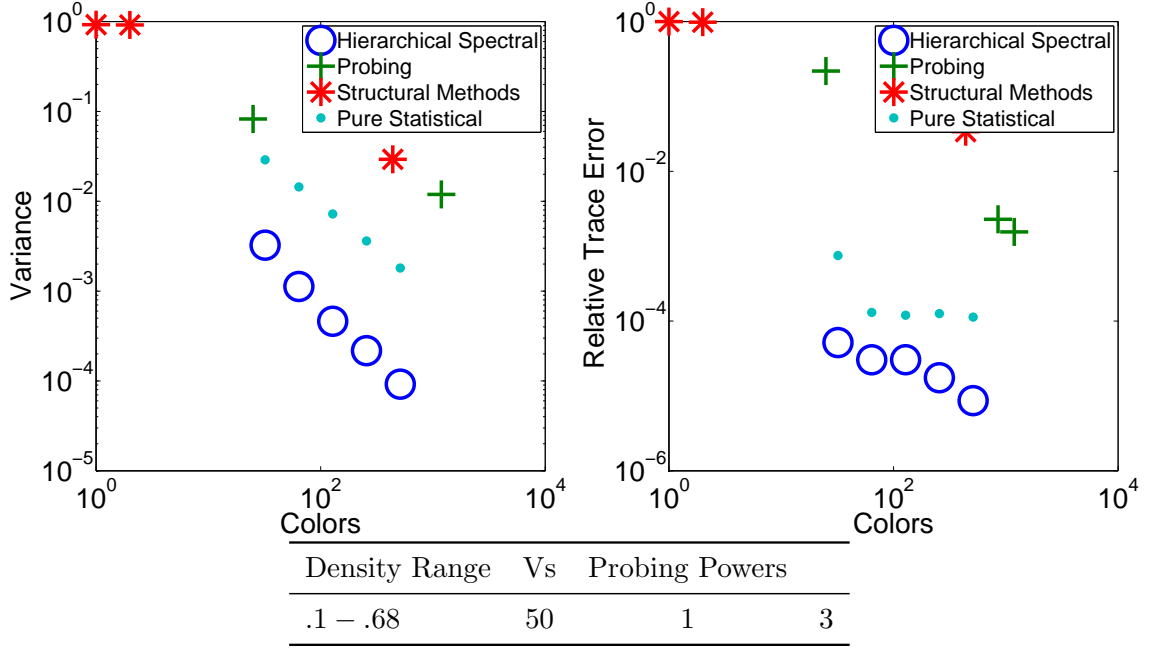 10^0
10^−1
10^−2
10^−3
10^−4
10^−5
Variance
10^0 10^2 10^4
Colors
Hierarchical Spectral
Probing
Structural Methods
Pure Statistical
10^0
10^−2
10^−4
10^−6
Relative Trace Error
10^0 10^2 10^4
Colors
Hierarchical Spectral
Probing
Structural Methods
Pure Statistical
Density Range Vs Probing Powers
.1 − .68 50 1 3